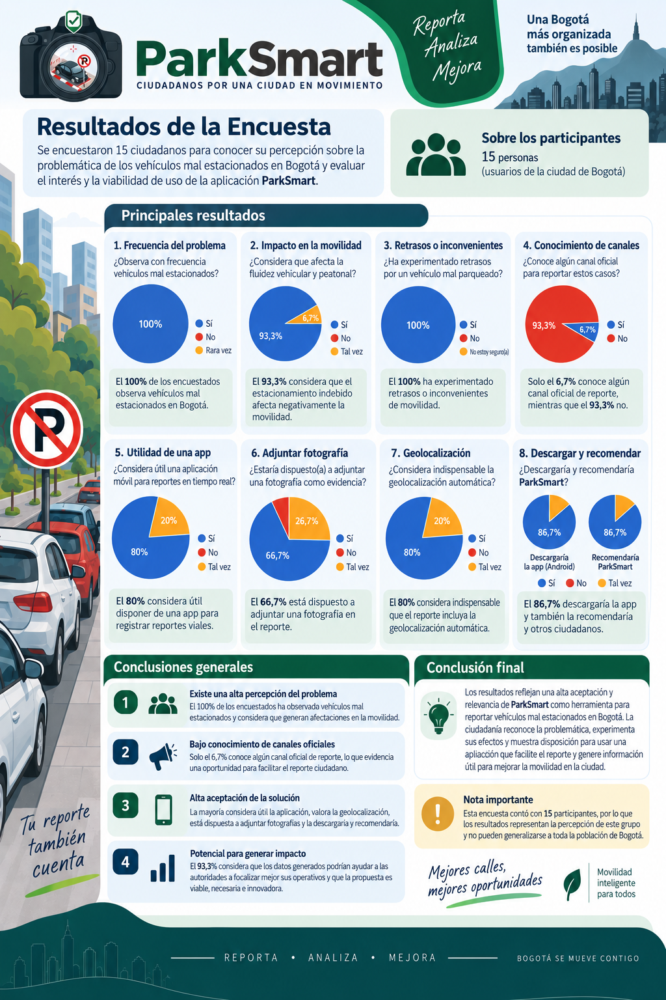 ParkSmart
CIUDADANOS POR UNA CIUDAD EN MOVIMIENTO
Reporta
Analiza
Mejora
Una Bogotá
más organizada
también es posible
Resultados de la Encuesta
Se encuestaron 15 ciudadanos para conocer su percepción sobre la
problemática de los vehículos mal estacionados en Bogotá y evaluar
el interés y la viabilidad de uso de la aplicación ParkSmart.
Sobre los participantes
15 personas
(usuarios de la ciudad de Bogotá)
Principales resultados
1. Frecuencia del problema
¿Observa con frecuencia
vehiculos mal estacionados?
100%
Sí
No
Rara vez
El 100% de los encuestados
observa vehículos mal
estacionados en Bogotá.
2. Impacto en la movilidad
¿Considera que afecta la
fluidez vehicular y peatonal?
6,7%
93,3%
Sí
No
Tal vez
El 93,3% considera que el
estacionamiento indebido
afecta negativamente la
movilidad.
3. Retrasos o inconvenientes
¿Ha experimentado retrasos
por un vehículo mal parqueado?
100%
Sí
No
No estoy seguro(a)
El 100% ha experimentado
retrasos o inconvenientes
de movilidad.
4. Conocimiento de canales
¿Conoce algún canal oficial
para reportar estos casos?
93,3%
6,7%
Sí
No
Solo el 6,7% conoce algún
canal oficial de reporte,
mientras que el 93,3% no.
5. Utilidad de una app
¿Considera útil una aplicación
móvil para reportes en tiempo real?
20%
80%
Sí
No
Tal vez
El 80% considera útil
disponer de una app para
registrar reportes viales.
6. Adjuntar fotografía
¿Estaría dispuesto(a) a adjuntar
una fotografía como evidencia?
26,7%
66,7%
Sí
No
Tal vez
El 66,7% está dispuesto a
adjuntar una fotografía en
el reporte.
7. Geolocalización
¿Considera indispensable la
geolocalización automática?
20%
80%
Sí
No
Tal vez
El 80% considera indispensable
que el reporte incluya la
geolocalización automática.
8. Descargar y recomendar
¿Descargaría y recomendaría
ParkSmart?
86,7%
86,7%
Descargaría
la app (Android)
Recomendaría
ParkSmart
Sí
No
Tal vez
El 86,7% descargaría la app
y también la recomendaría
y otros ciudadanos.
P
P
Tu reporte
también
cuenta
Conclusiones generales
1
Existe una alta percepción del problema
El 100% de los encuestados ha observada vehículos mal
estacionados y considera que generan afectaciones en la movilidad.
2
Bajo conocimiento de canales oficiales
Solo el 6,7% conoce algún canal oficial de reporte, lo que evidencia
una oportunidad para facilitar el reporte ciudadano.
3
Alta aceptación de la solución
La mayoría considera útil la aplicación, valora la geolocalización,
está dispuesta a adjuntar fotografías y la descargaría y recomendaría.
4
Potencial para generar impacto
El 93,3% considera que los datos generados podrían ayudar a las
autoridades a focalizar mejor sus operativos y que la propuesta es
viable, necesaria e innovadora.
Conclusión final
Los resultados reflejan una alta aceptación y
relevancia de ParkSmart como herramienta para
reportar vehículos mal estacionados en Bogotá. La
ciudadanía reconoce la problemática, experimenta
sus efectos y muestra disposición para usar una
apliacción que facilite el reporte y genere información
útil para mejorar la movilidad en la ciudad.
Nota importante
Esta encuesta contó con 15 participantes, por lo que
los resultados representan la percepción de este grupo
y no pueden generalizarse a toda la población de Bogotá.
Mejores calles,
mejores oportunidades
Movilidad
inteligente
para todos
REPORTA • ANALIZA • MEJORA
BOGOTÁ SE MUEVE CONTIGO